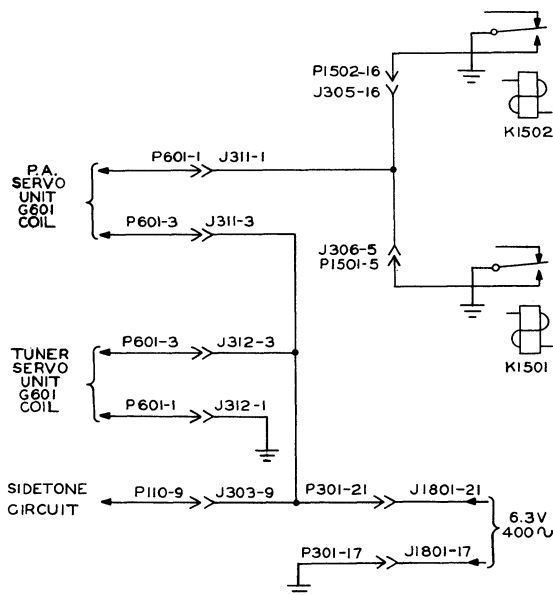 P1502-16
J305-16
K1502
P601-1 J311-1
P.A.
SERVO
UNIT
G601
COIL
P601-3 J311-3
J306-5
P1501-5
K1501
P601-3 J312-3
TUNER
SERVO
UNIT
G601
COIL
P601-1 J312-1
SIDETONE
CIRCUIT
P110-9 J303-9 P301-21 J1801-21
6.3V
400~
P301-17 J1801-17